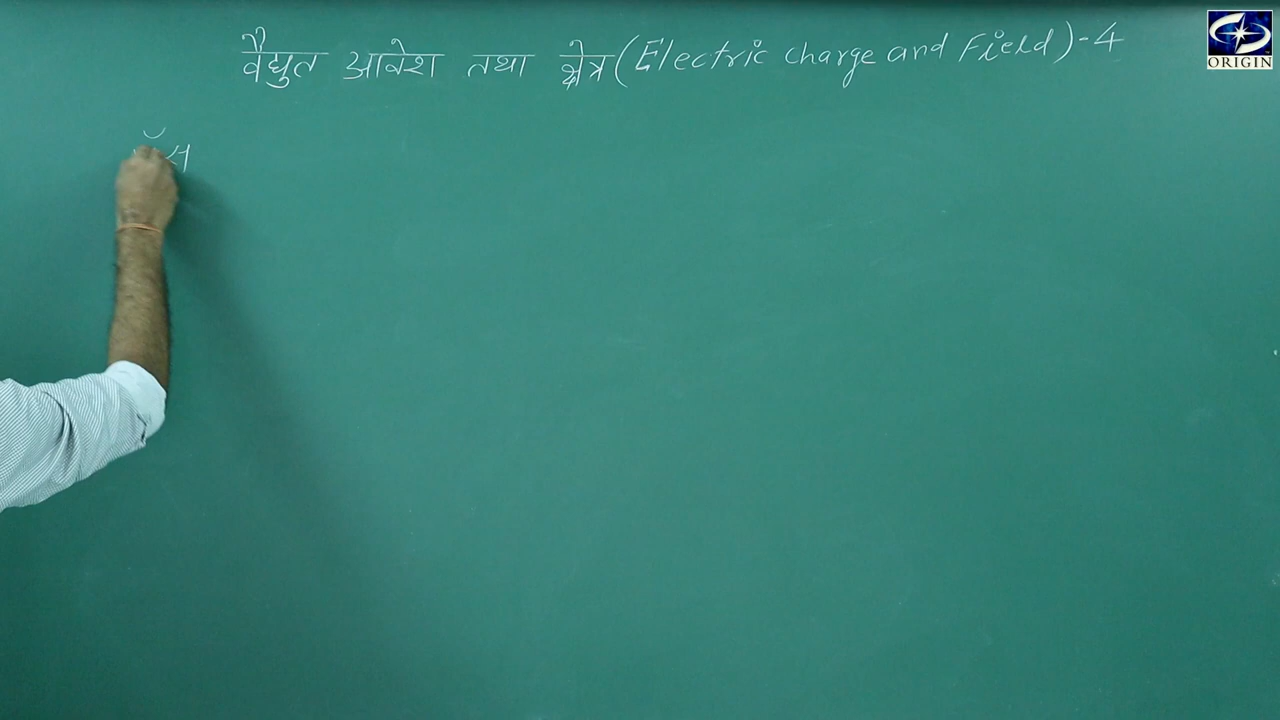 वैद्युत आवेश तथा क्षेत्र (Electric charge and Field)-4
ORIGIN